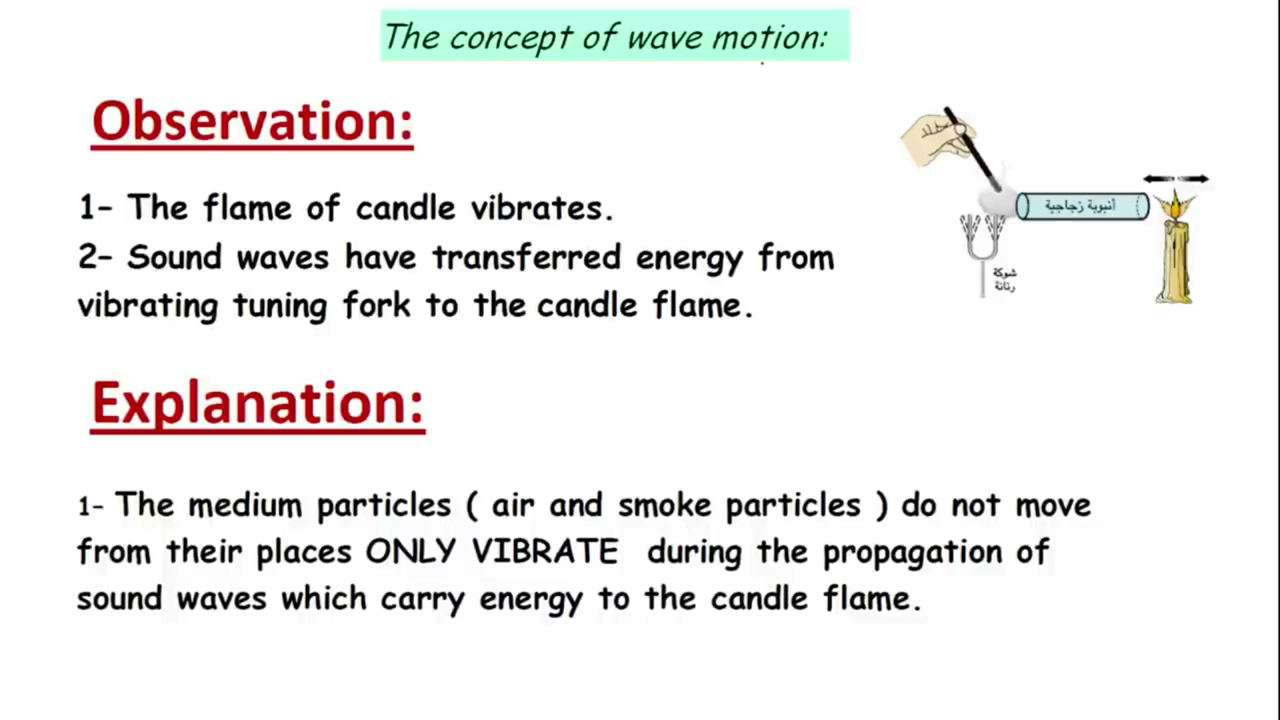 The concept of wave motion:
Observation:
1- The flame of candle vibrates.
2- Sound waves have transferred energy from
vibrating tuning fork to the candle flame.
أنبوبة زجاجية
شوكة
رنانة
Explanation:
1- The medium particles ( air and smoke particles ) do not move
from their places ONLY VIBRATE during the propagation of
sound waves which carry energy to the candle flame.